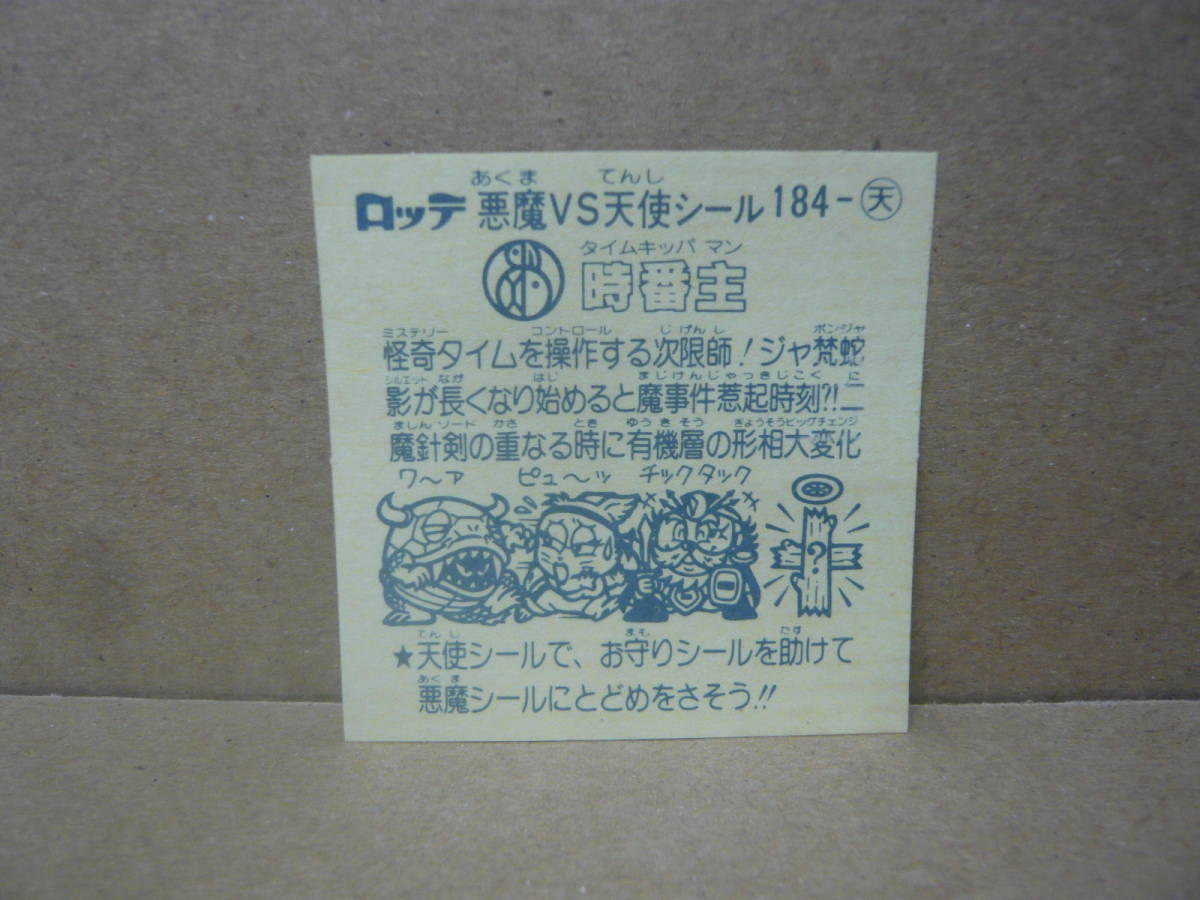 あくま てんし
ロッテ 悪魔VS天使シール 184-天
タイムキッパ マン
時番主
ミステリー コントロール じげんし ボンジャ
怪奇タイムを操作する次限師!ジャ梵蛇
シルエット なが はじ まじけんじゃっきじこく に
影が長くなり始めると魔事件惹起時刻?!二
ましん ソード かさ とき ゆうきそう ぎょうそうビッグチェンジ
魔針剣の重なる時に有機層の形相大変化
ワ〜ァ ピュ〜ッ チックタック
?
てんし まも たす
★天使シールで、お守りシールを助けて
あくま
悪魔シールにとどめをさそう!!